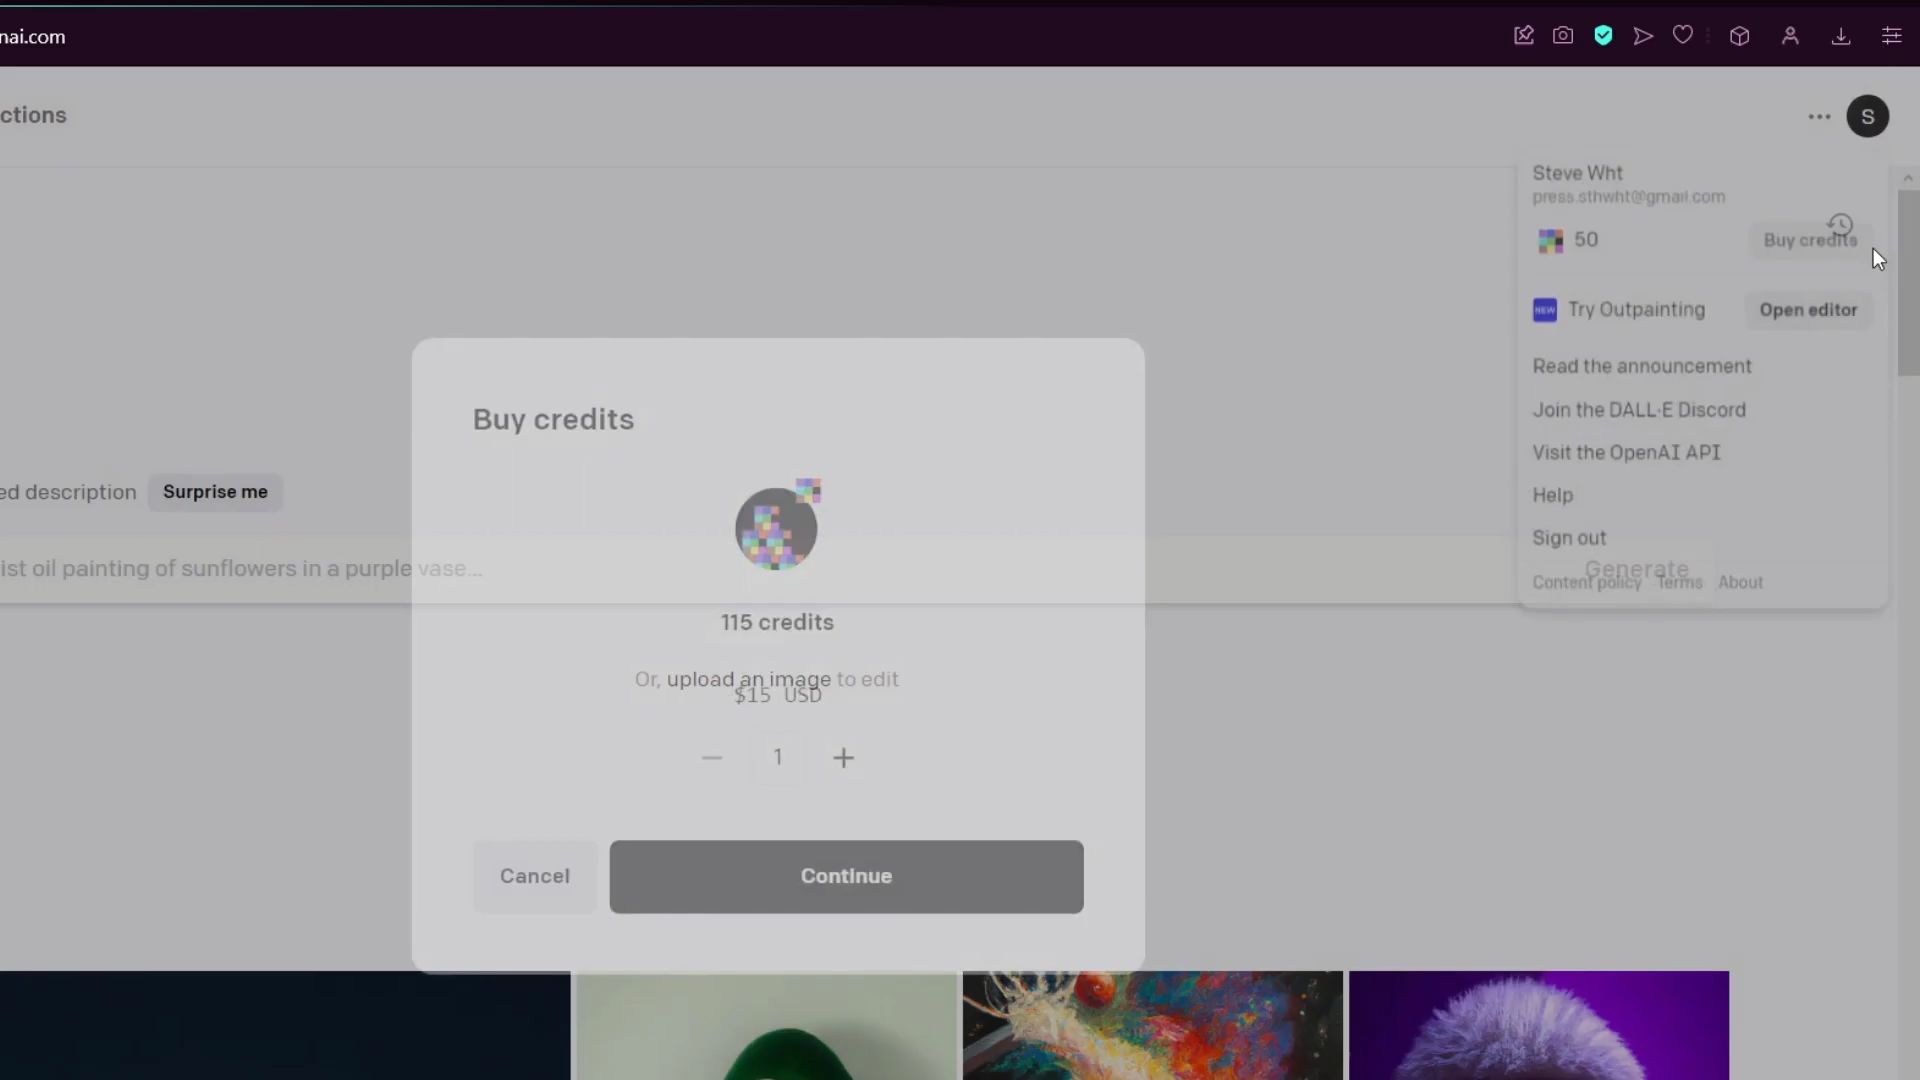 nai.com
ctions
S
Steve Wht
press.sthwht@gmail.com
50
Buy credits
NEW
Try Outpainting
Open editor
Read the announcement
Join the DALL·E Discord
Visit the OpenAI API
Help
Sign out
Content policy Terms About
Generate
ed description
Surprise me
ist oil painting of sunflowers in a purple vase...
Buy credits
115 credits
Or, upload an image to edit
$15 USD
1
Cancel
Continue